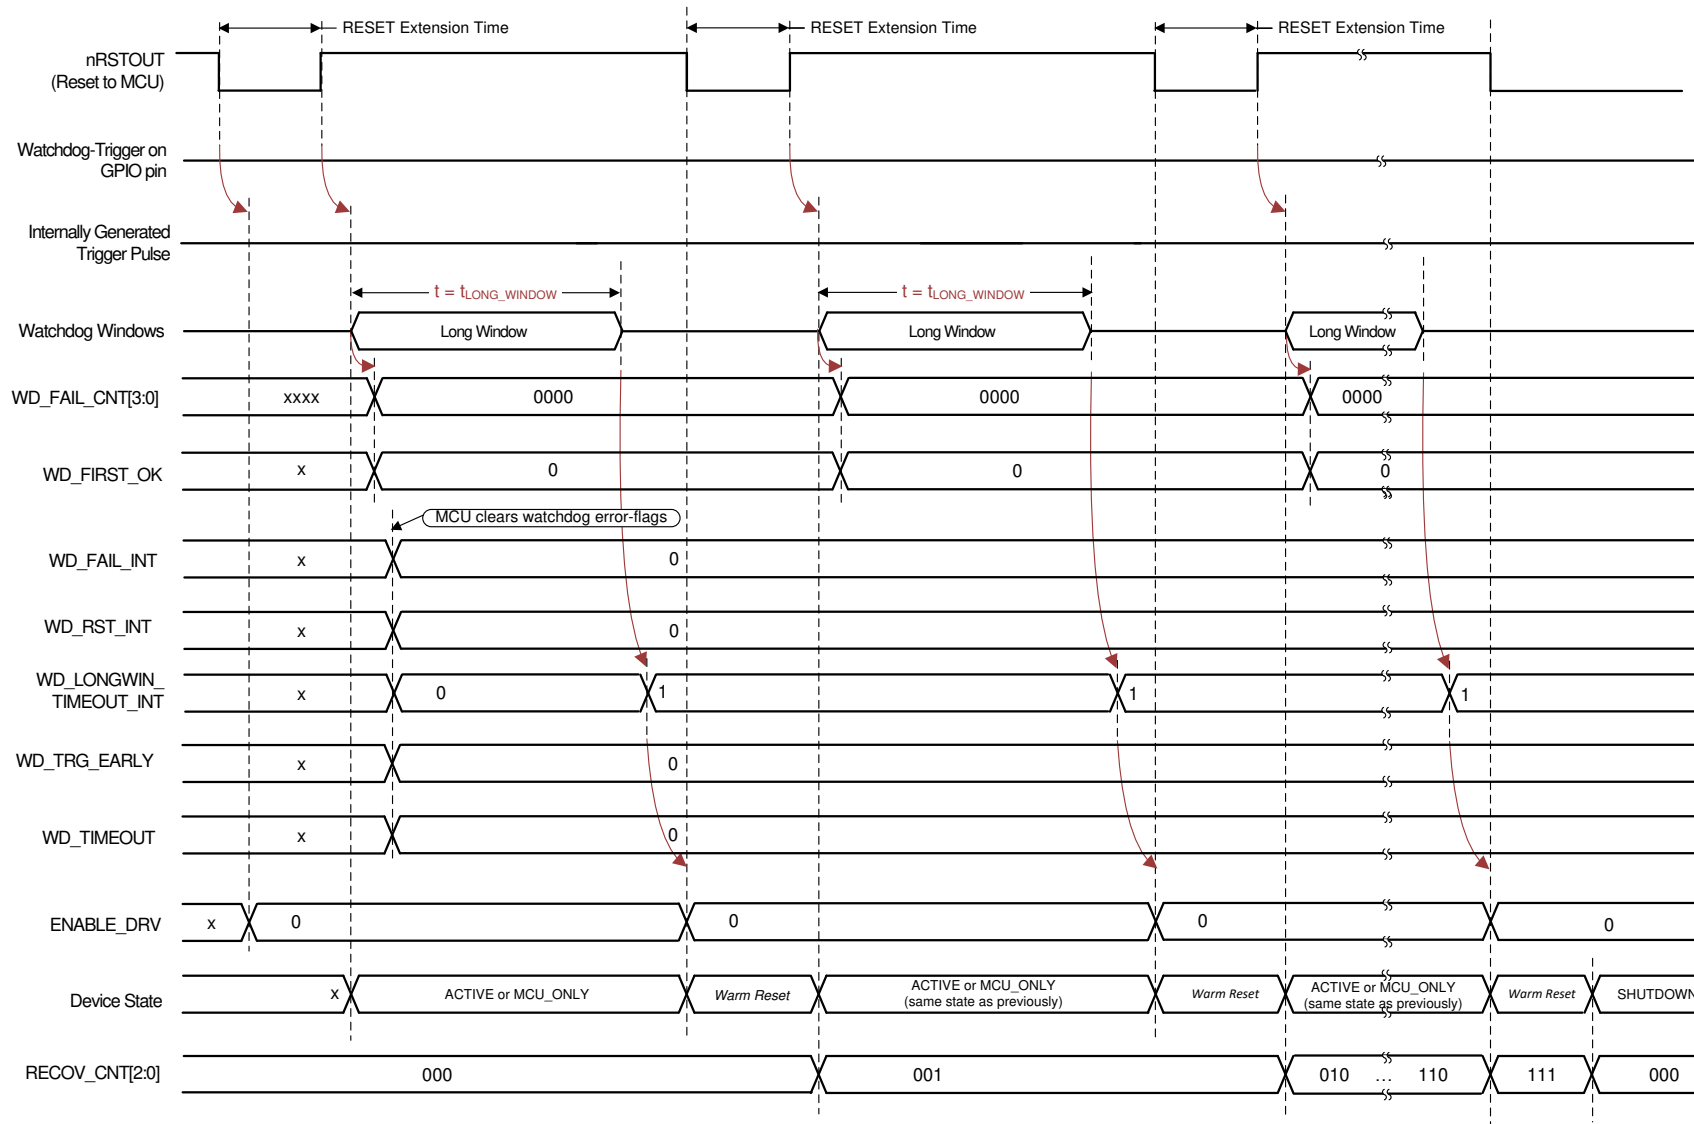 RESET Extension Time RESET Extension Time RESET Extension Time
nRSTOUT
(Reset to MCU)
Watchdog-Trigger on
GPIO pin
Internally Generated
Trigger Pulse
t = tLONG_WINDOW t = tLONG_WINDOW
Watchdog Windows Long Window Long Window Long Window
WD_FAIL_CNT[3:0] xxxx 0000 0000 0000
WD_FIRST_OK x 0 0 0
MCU clears watchdog error-flags
WD_FAIL_INT x 0
WD_RST_INT x 0
WD_LONGWIN_
TIMEOUT_INT x 0 1 1 1
WD_TRG_EARLY x 0
WD_TIMEOUT x 0
ENABLE_DRV x 0 0 0 0
Device State x ACTIVE or MCU_ONLY Warm Reset ACTIVE or MCU_ONLY
(same state as previously) Warm Reset ACTIVE or MCU_ONLY
(same state as previously) Warm Reset SHUTDOWN
RECOV_CNT[2:0] 000 001 010 ... 110 111 000